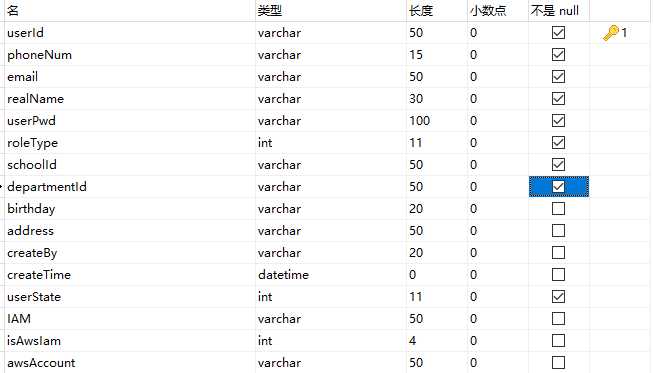 名 类型 长度 小数点 不是 null
userId varchar 50 0 1
phoneNum varchar 15 0
email varchar 50 0
realName varchar 30 0
userPwd varchar 100 0
roleType int 11 0
schoolId varchar 50 0
departmentId varchar 50 0
birthday varchar 20 0
address varchar 50 0
createBy varchar 20 0
createTime datetime 0 0
userState int 11 0
IAM varchar 50 0
isAwsIam int 4 0
awsAccount varchar 50 0